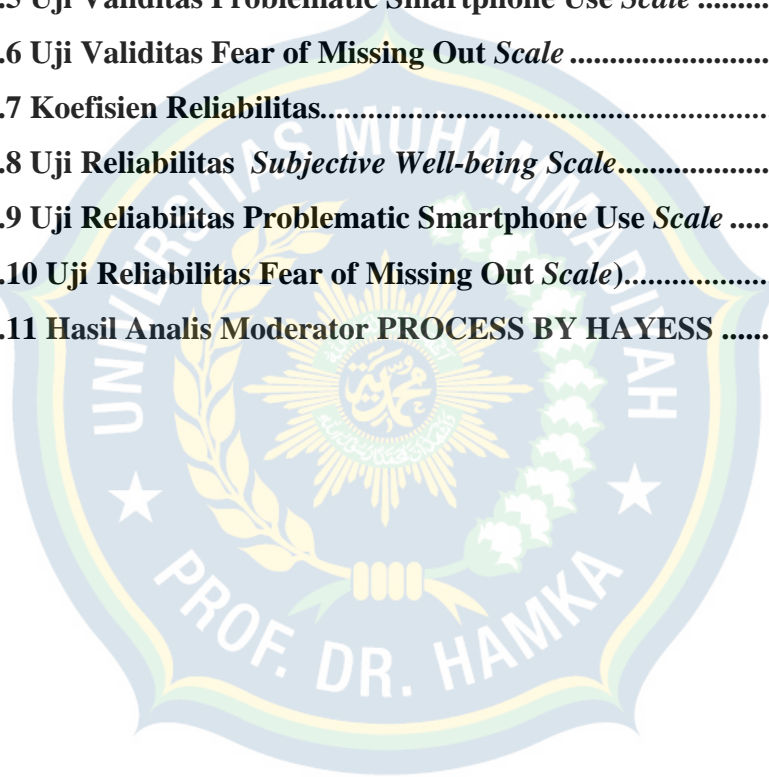 .5 Uji Validitas Problematic Smartphone Use Scale .........
.6 Uji Validitas Fear of Missing Out Scale .........................
.7 Koefisien Reliabilitas.........................................................
.8 Uji Reliabilitas Subjective Well-being Scale...................
.9 Uji Reliabilitas Problematic Smartphone Use Scale .....
.10 Uji Reliabilitas Fear of Missing Out Scale)..................
.11 Hasil Analis Moderator PROCESS BY HAYESS ......
UNIVERSITAS MUHAMMADIYAH
PROF. DR. HAMKA